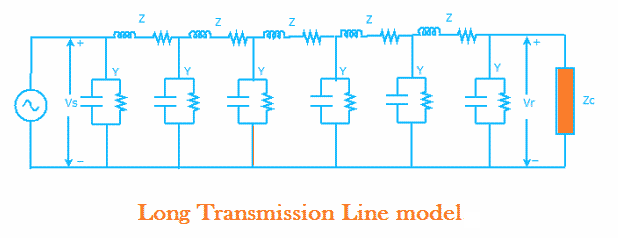 Z Z Z Z Z
+ +
Y Y Y Y Y Y
Vs Vr Zc
- -
Long Transmission Line model